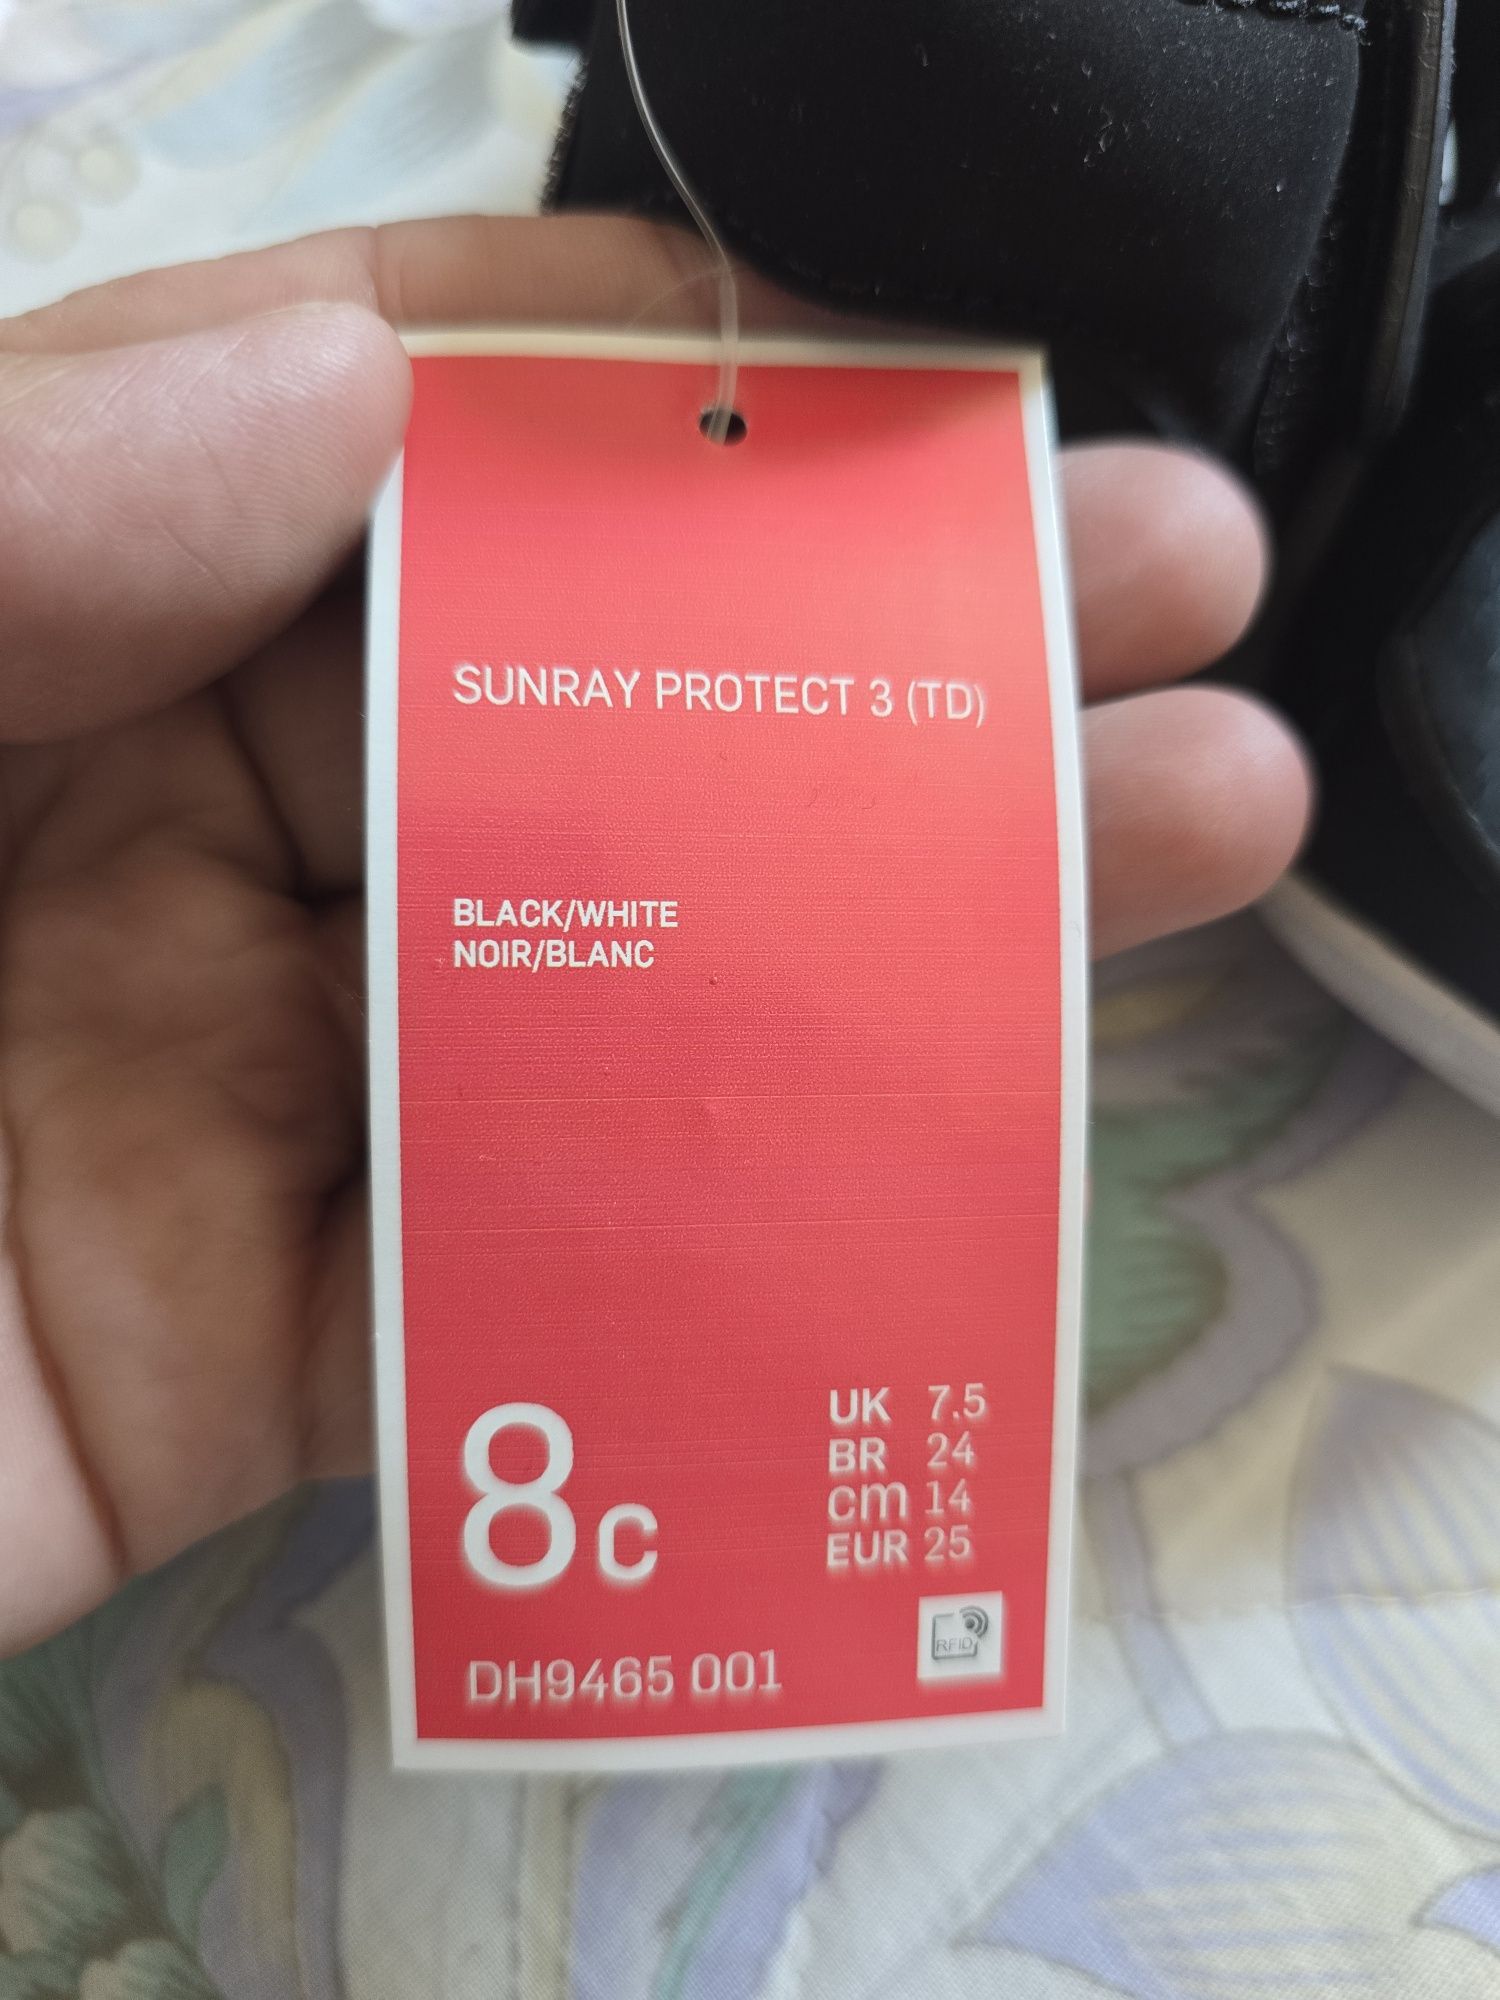 SUNRAY PROTECT 3 (TD)
BLACK/WHITE
NOIR/BLANC
8C
UK 7.5
BR 24
cm 14
EUR 25
RFID
DH9465 001